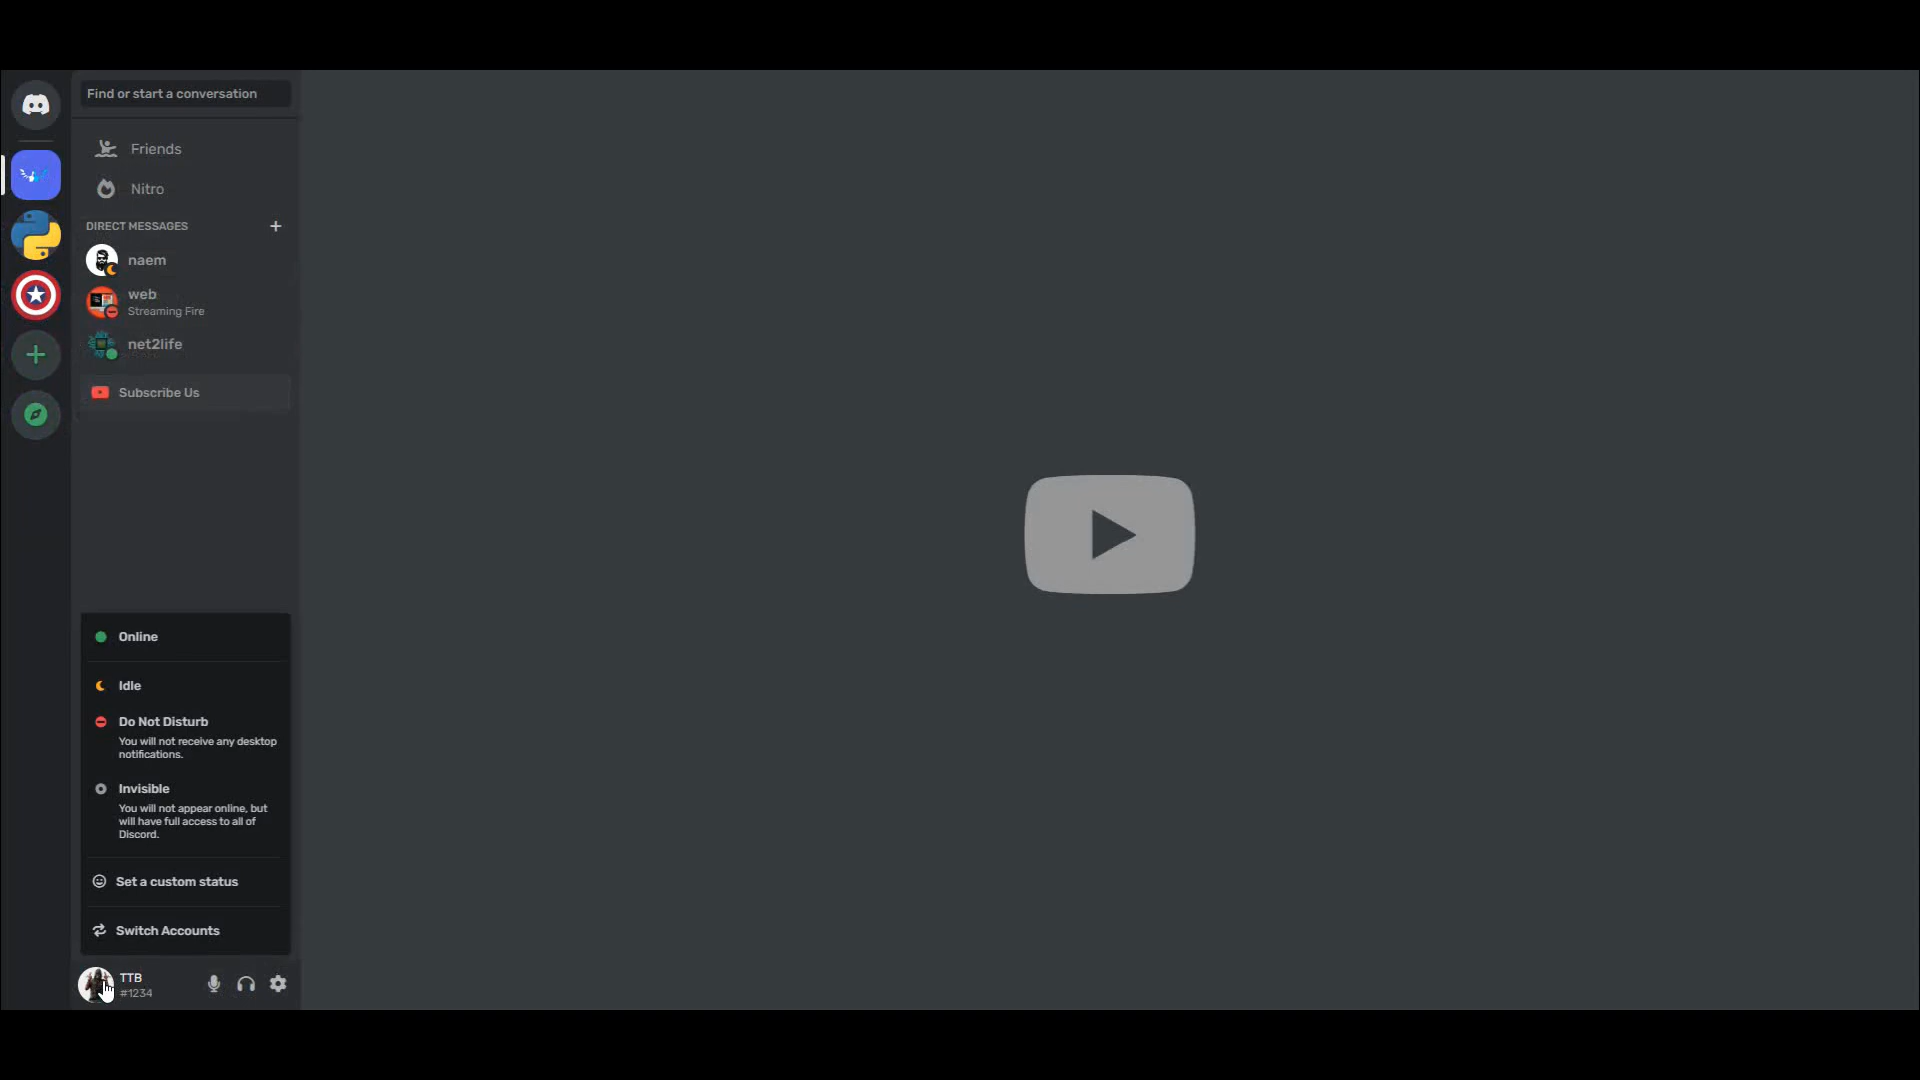 Find or start a conversation
Friends
Nitro
DIRECT MESSAGES
naem
web
Streaming Fire
net2life
Subscribe Us
Online
Idle
Do Not Disturb
You will not receive any desktop
notifications.
Invisible
You will not appear online, but
will have full access to all of
Discord.
Set a custom status
Switch Accounts
TTB
#1234